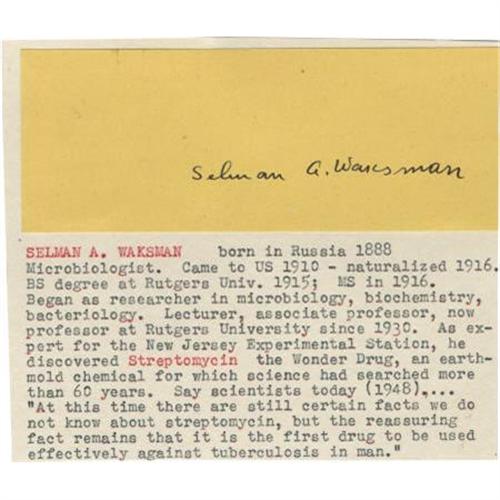 Selman A. Waksman
SELMAN A. WAKSMAN born in Russia 1888
Microbiologist. Came to US 1910 - naturalized 1916.
BS degree at Rutgers Univ. 1915; MS in 1916.
Began as researcher in microbiology, biochemistry,
bacteriology. Lecturer, associate professor, now
professor at Rutgers University since 1930. As ex-
pert for the New Jersey Experimental Station, he
discovered Streptomycin the Wonder Drug, an earth-
mold chemical for which science had searched more
than 60 years. Say scientists today (1948),...
"At this time there are still certain facts we do
not know about streptomycin, but the reassuring
fact remains that it is the first drug to be used
effectively against tuberculosis in man."